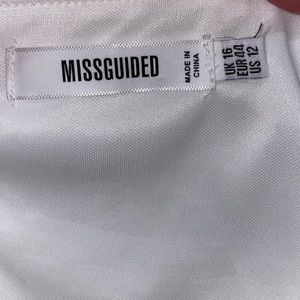 MISSGUIDED
MADE IN
CHINA
UK 16
EUR 44
US 12